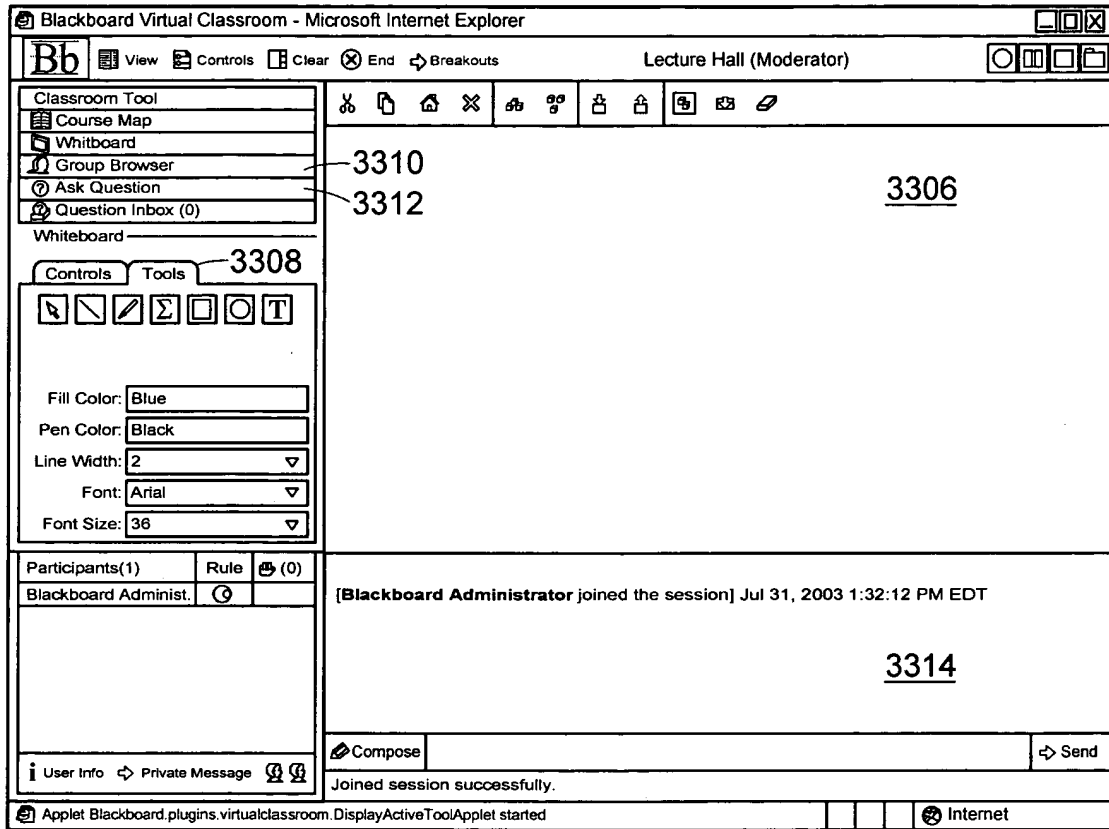 Blackboard Virtual Classroom - Microsoft Internet Explorer
Bb View Controls Clear End Breakouts Lecture Hall (Moderator)
Classroom Tool
Course Map
Whitboard
Group Browser
3310
Ask Question
3312
Question Inbox (0)
3306
Whiteboard
3308
Controls Tools
Σ T
Fill Color: Blue
Pen Color: Black
Line Width: 2
Font: Arial
Font Size: 36
Participants(1) Rule (0)
Blackboard Administ.
[Blackboard Administrator joined the session] Jul 31, 2003 1:32:12 PM EDT
3314
Compose Send
i User Info Private Message
Joined session successfully.
Applet Blackboard.plugins.virtualclassroom.DisplayActiveToolApplet started Internet